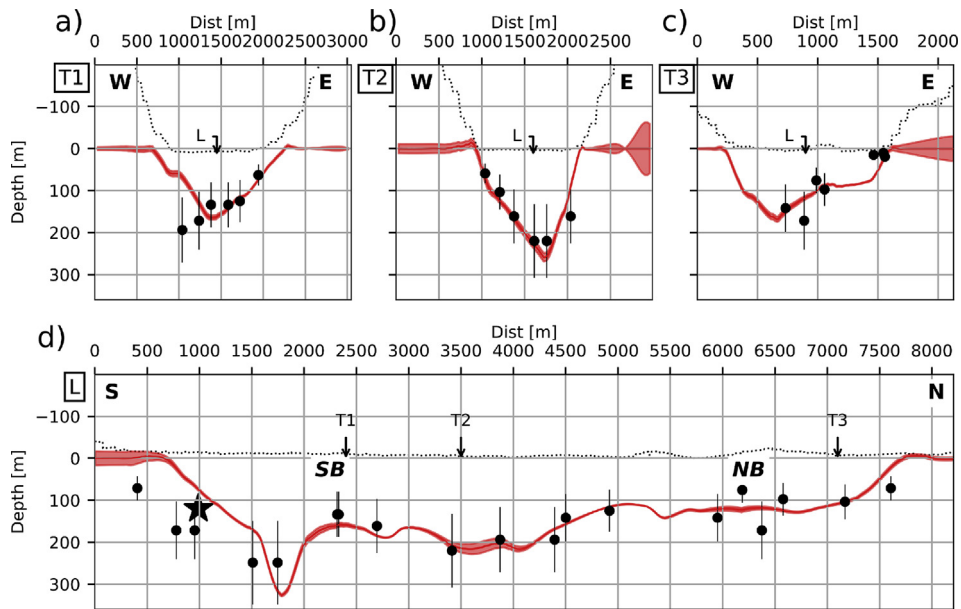 a)
Dist [m]
b)
Dist [m]
c)
Dist [m]
0 500 1000 1500 2000 2500 3000
0 500 1000 1500 2000 2500
0 500 1000 1500 2000
T1
W
E
T2
W
E
T3
W
E
−100
0
100
200
300
Depth [m]
L
L
L
d)
Dist [m]
0 500 1000 1500 2000 2500 3000 3500 4000 4500 5000 5500 6000 6500 7000 7500 8000
L
S
N
−100
0
100
200
300
Depth [m]
T1
T2
T3
SB
NB